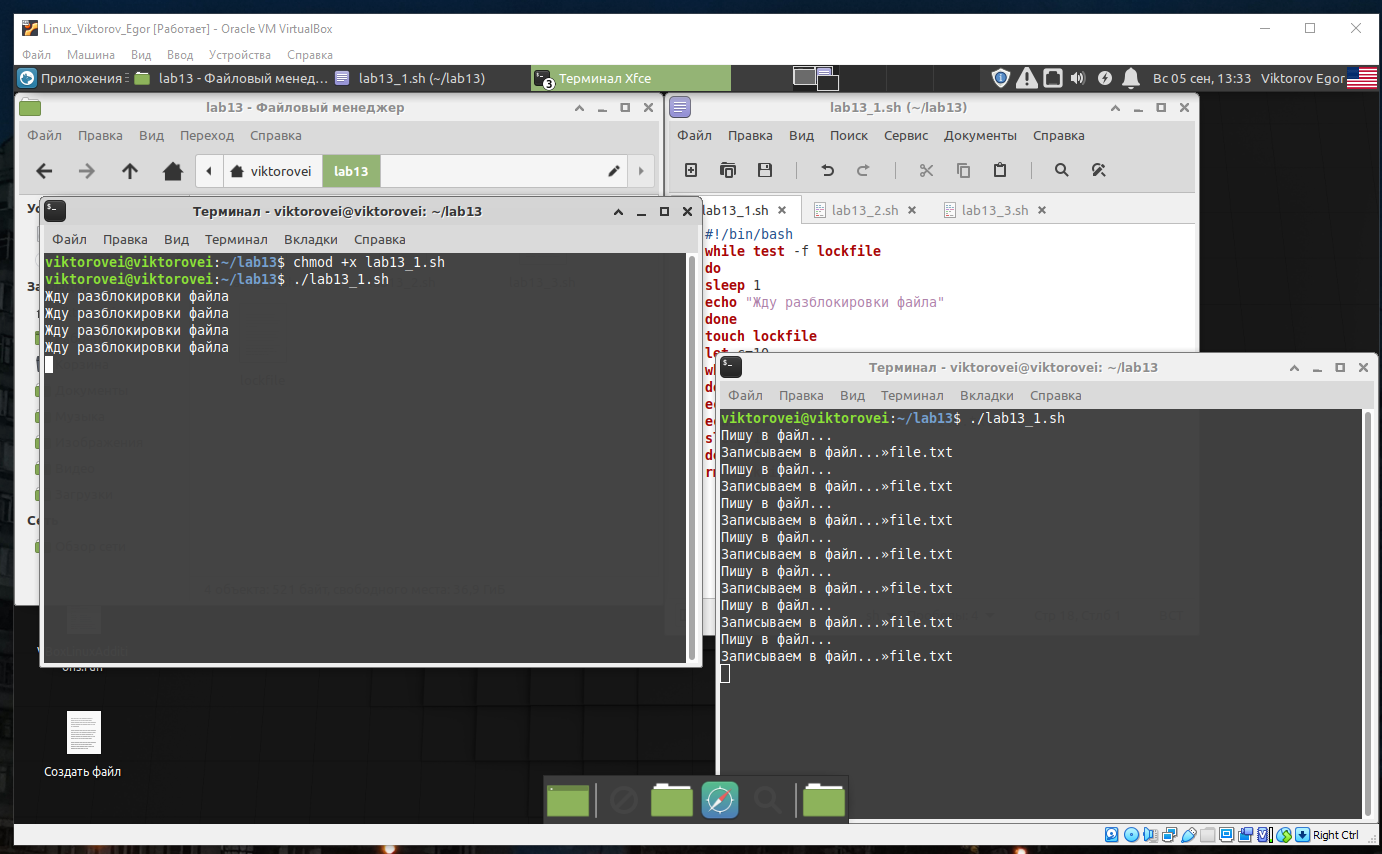 Linux_Viktorov_Egor [Работает] - Oracle VM VirtualBox
Файл Машина Вид Ввод Устройства Справка
Приложения lab13 - Файловый менед... lab13_1.sh (~/lab13) 3 Терминал Xfce Вс 05 сен, 13:33 Viktorov Egor
lab13 - Файловый менеджер
Файл Правка Вид Переход Справка
viktorovei lab13
lab13_1.sh (~/lab13)
Файл Правка Вид Поиск Сервис Документы Справка
lab13_1.sh lab13_2.sh lab13_3.sh
#!/bin/bash
while test -f lockfile
do
sleep 1
echo "Жду разблокировки файла"
done
touch lockfile
Терминал - viktorovei@viktorovei: ~/lab13
Файл Правка Вид Терминал Вкладки Справка
viktorovei@viktorovei:~/lab13$ chmod +x lab13_1.sh
viktorovei@viktorovei:~/lab13$ ./lab13_1.sh
Жду разблокировки файла
Жду разблокировки файла
Жду разблокировки файла
Жду разблокировки файла
Терминал - viktorovei@viktorovei: ~/lab13
Файл Правка Вид Терминал Вкладки Справка
viktorovei@viktorovei:~/lab13$ ./lab13_1.sh
Пишу в файл...
Записываем в файл...»file.txt
Пишу в файл...
Записываем в файл...»file.txt
Пишу в файл...
Записываем в файл...»file.txt
Пишу в файл...
Записываем в файл...»file.txt
Пишу в файл...
Записываем в файл...»file.txt
Пишу в файл...
Записываем в файл...»file.txt
Пишу в файл...
Записываем в файл...»file.txt
Создать файл
Right Ctrl